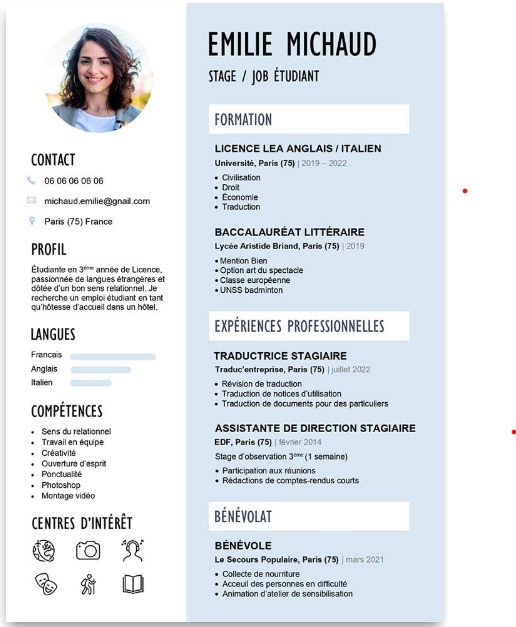 EMILIE MICHAUD
STAGE / JOB ÉTUDIANT
CONTACT
06 06 06 06 06
michaud.emilie@gnail.com
Paris (75) France
PROFIL
Étudiante en 3ème année de Licence,
passionnée de langues étrangères et
dôtée d'un bon sens relationnel. Je
recherche un emploi étudiant en tant
qu'hôtesse d'accueil dans un hôtel.
LANGUES
Francais
Anglais
Italien
COMPÉTENCES
• Sens du relationnel
• Travail en équipe
• Créativité
• Ouverture d'esprit
• Ponctualité
• Photoshop
• Montage vidéo
CENTRES D'INTÉRÊT
FORMATION
LICENCE LEA ANGLAIS / ITALIEN
Université, Paris (75) | 2019 – 2022
• Civilisation
• Droit
• Économie
• Traduction
BACCALAURÉAT LITTÉRAIRE
Lycée Aristide Briand, Paris (75) | 2019
• Mention Bien
• Option art du spectacle
• Classe européenne
• UNSS badminton
EXPÉRIENCES PROFESSIONNELLES
TRADUCTRICE STAGIAIRE
Traduc'entreprise, Paris (75) | juillet 2022
• Révision de traduction
• Traduction de notices d'utilisation
• Traduction de documents pour des particuliers
ASSISTANTE DE DIRECTION STAGIAIRE
EDF, Paris (75) | février 2014
Stage d'observation 3ème (1 semaine)
• Participation aux réunions
• Rédactions de comptes-rendus courts
BÉNÉVOLAT
BÉNÉVOLE
Le Secours Populaire, Paris (75) | mars 2021
• Collecte de nourriture
• Acceuil des personnes en difficulté
• Animation d'atelier de sensibilisation